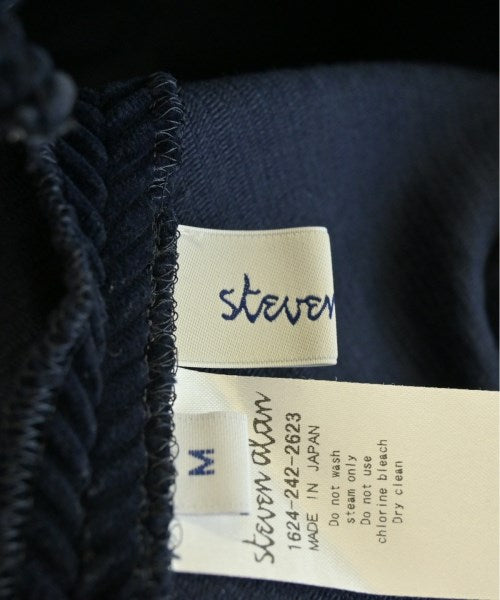 steven
M
steven alan
1624-242-2623
MADE IN JAPAN
Do not wash
steam only
Do not use
chlorine bleach
Dry clean